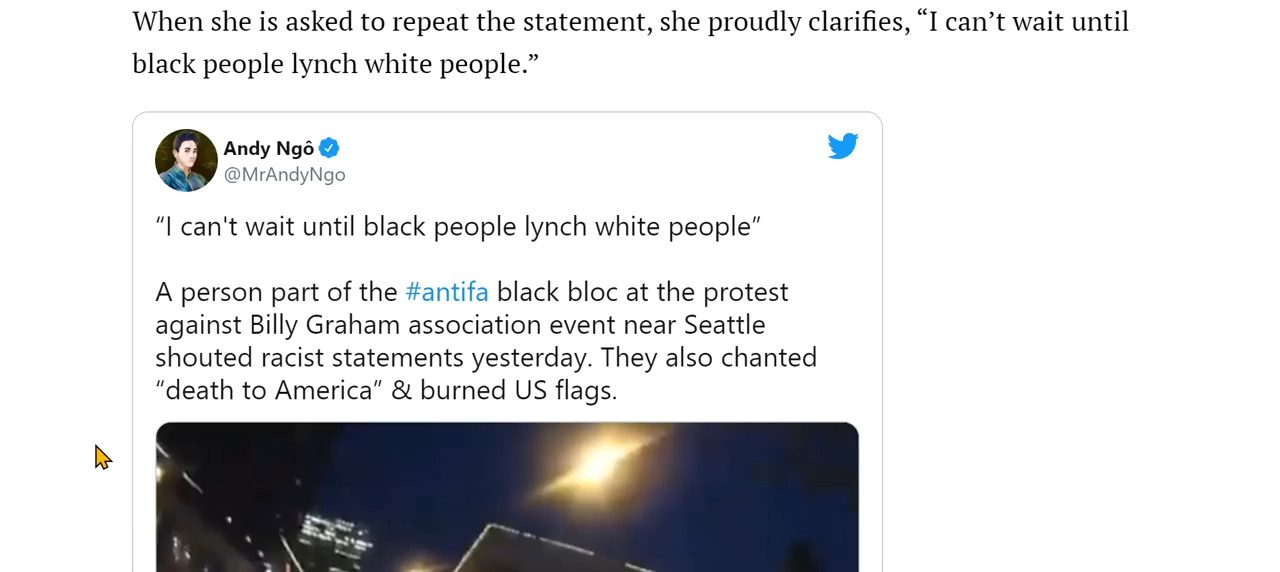 When she is asked to repeat the statement, she proudly clarifies, “I can’t wait until
black people lynch white people.”
Andy Ngô
@MrAndyNgo
“I can't wait until black people lynch white people”
A person part of the #antifa black bloc at the protest
against Billy Graham association event near Seattle
shouted racist statements yesterday. They also chanted
“death to America” & burned US flags.